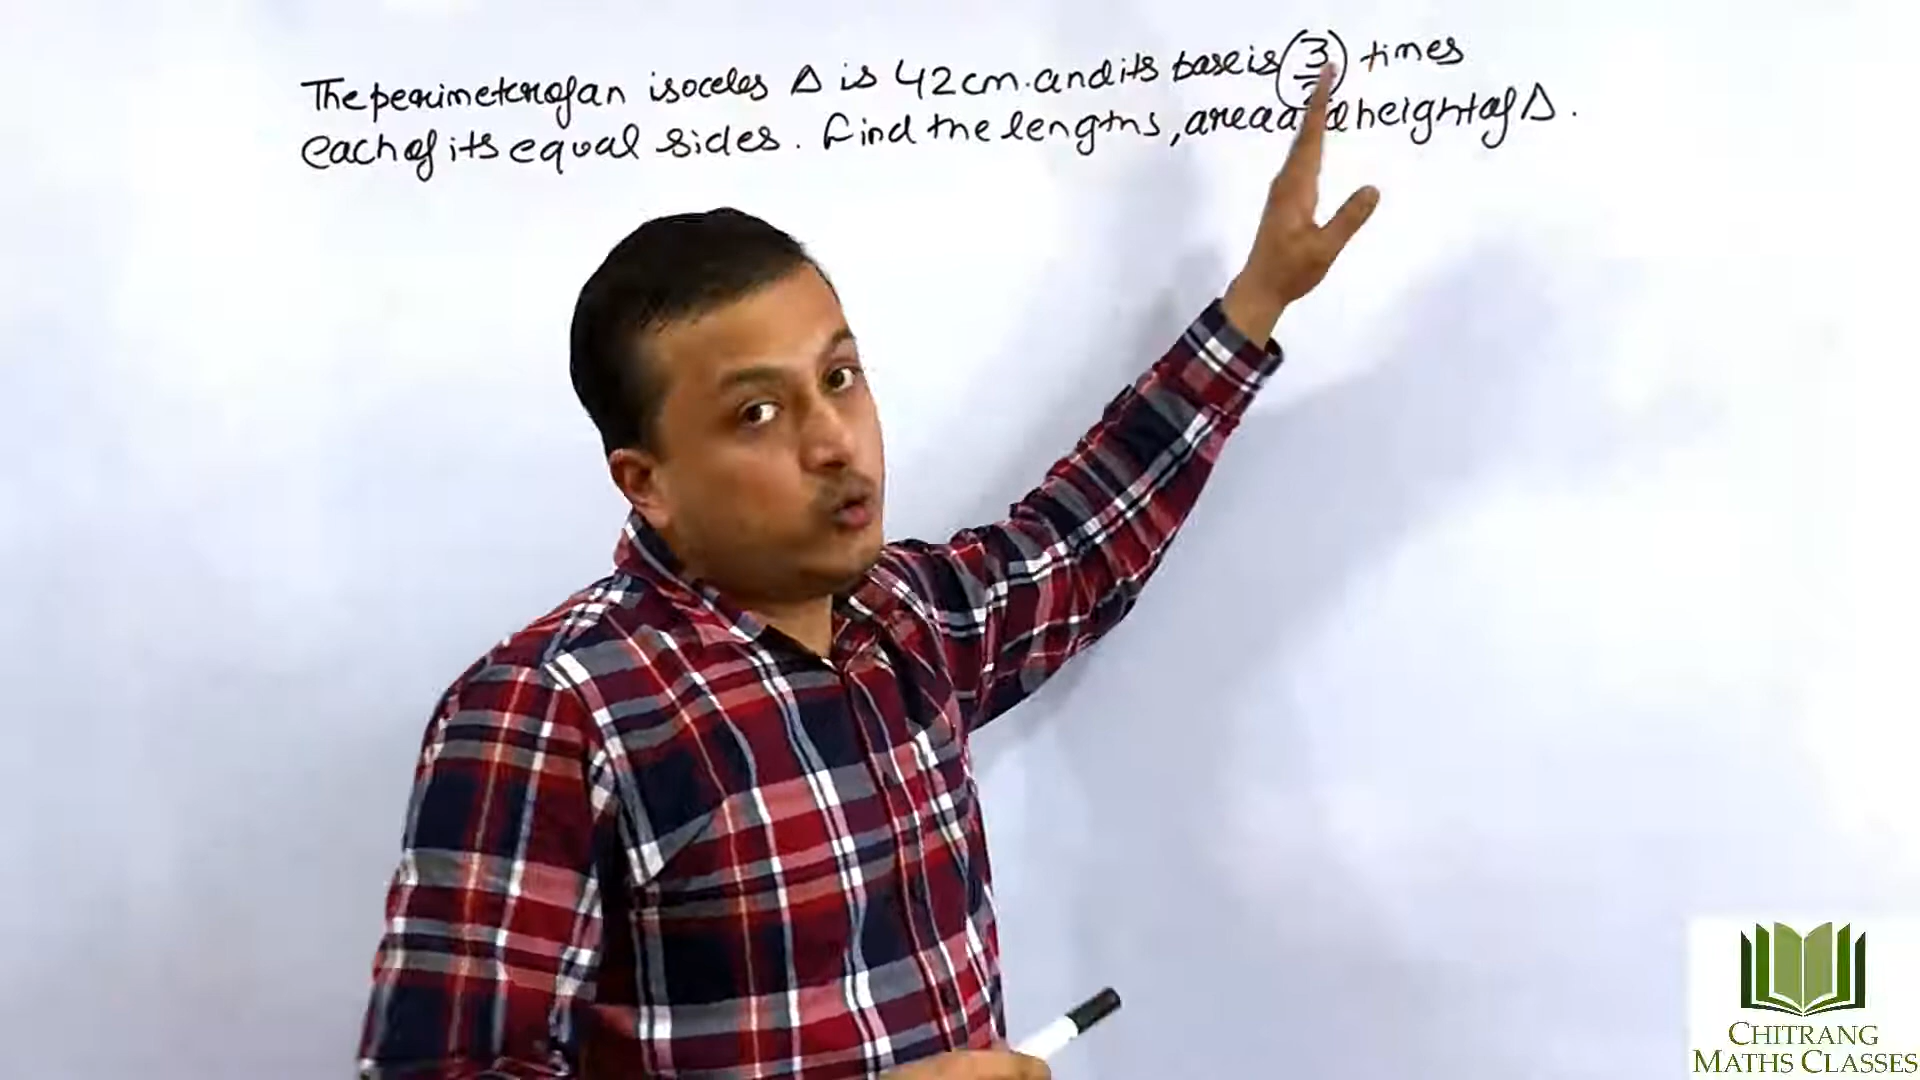 The perimeter of an isoceles Δ is 42 cm. and its base is (3/2) times
each of its equal sides. Find the lengths, area and height of Δ.
CHITRANG
MATHS CLASSES